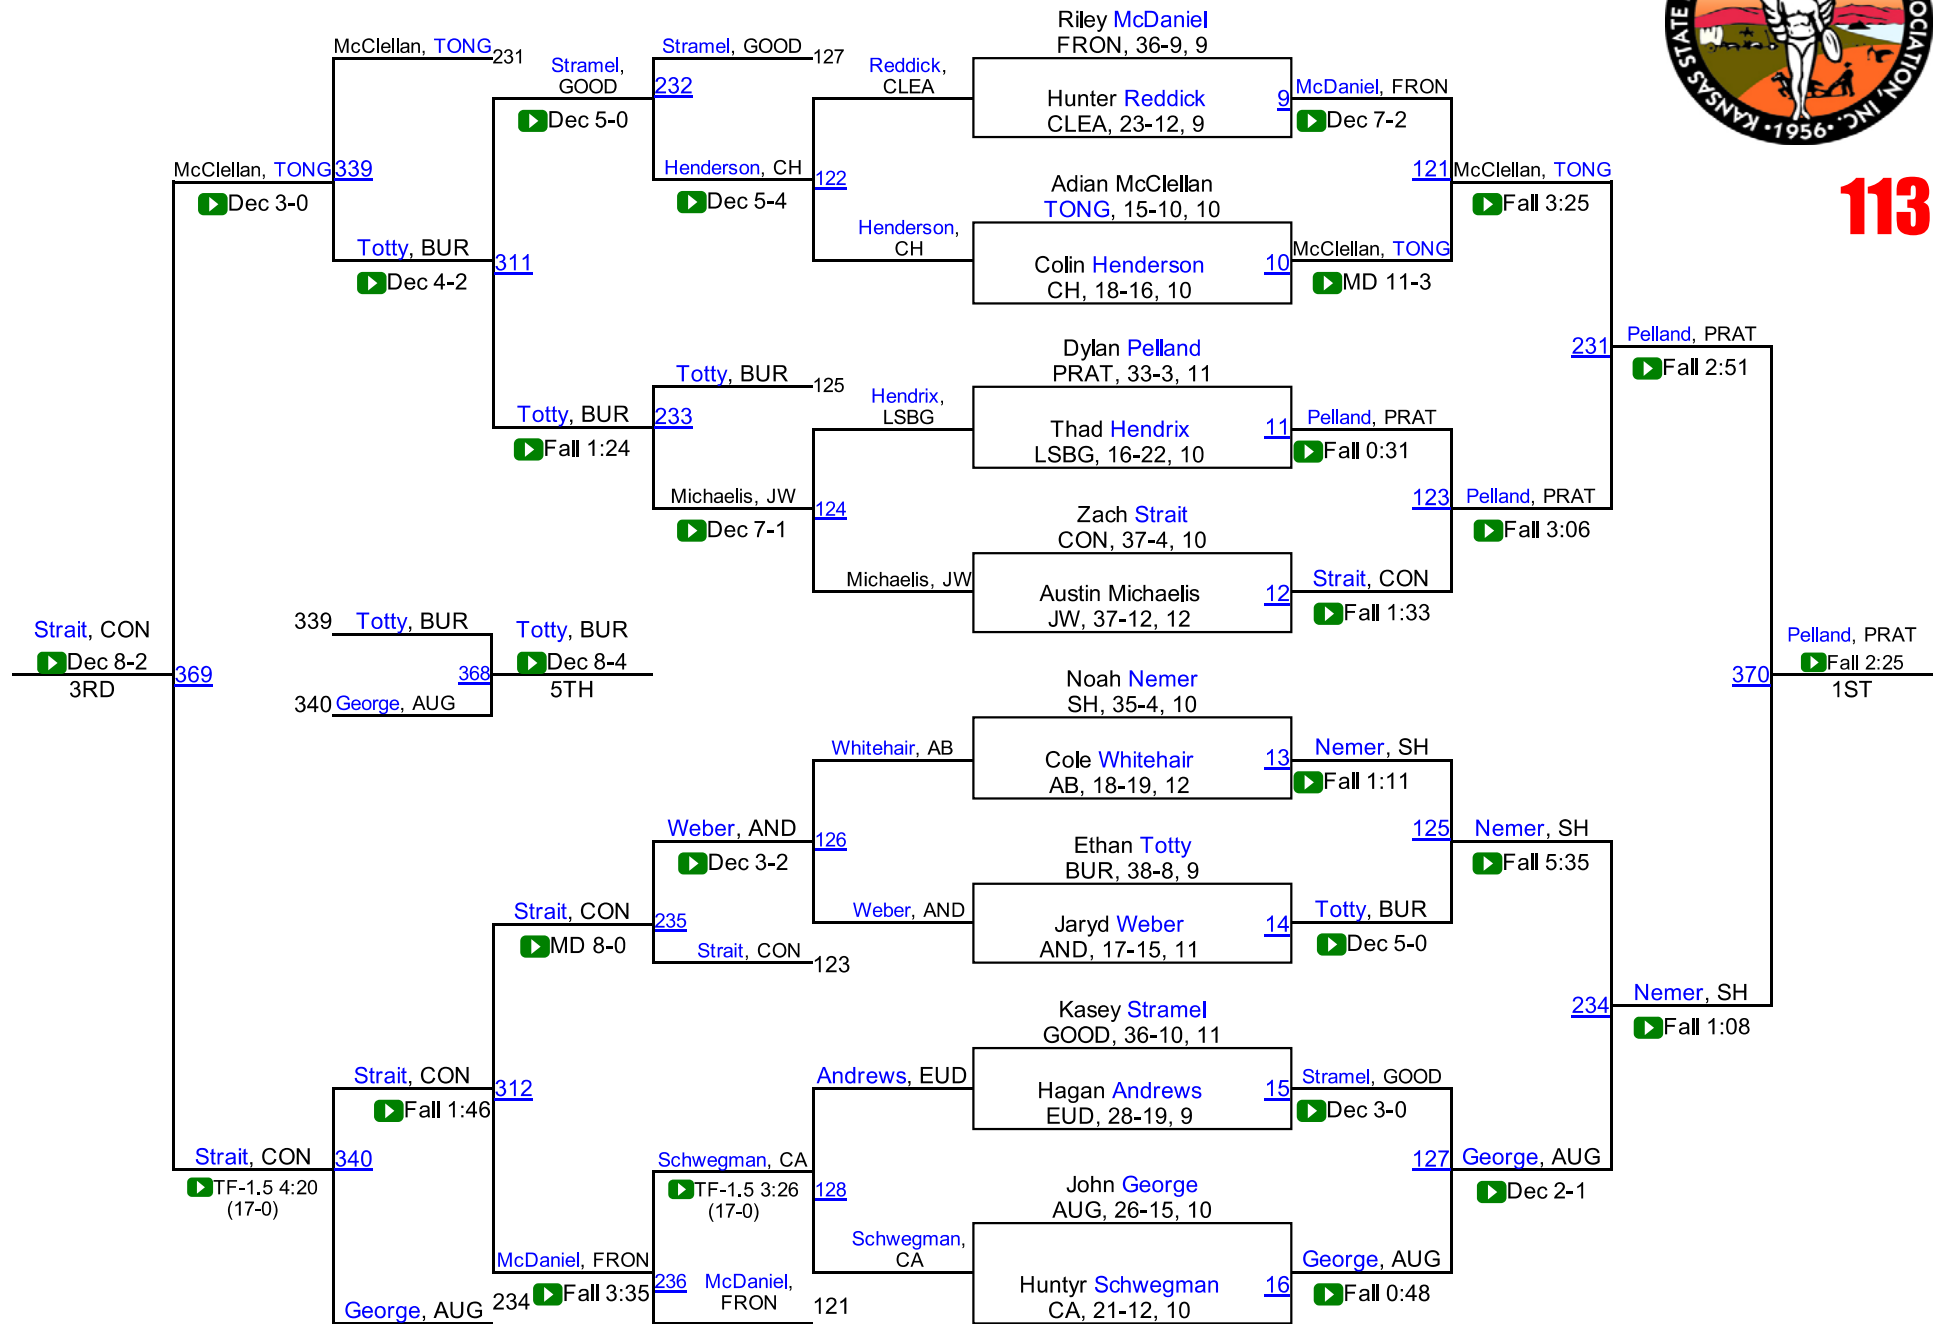 Riley McDaniel
FRON, 36-9, 9
Hunter Reddick
CLEA, 23-12, 9
9
Adian McClellan
TONG, 15-10, 10
Colin Henderson
CH, 18-16, 10
10
Dylan Pelland
PRAT, 33-3, 11
Thad Hendrix
LSBG, 16-22, 10
11
Zach Strait
CON, 37-4, 10
Austin Michaelis
JW, 37-12, 12
12
Noah Nemer
SH, 35-4, 10
Cole Whitehair
AB, 18-19, 12
13
Ethan Totty
BUR, 38-8, 9
Jaryd Weber
AND, 17-15, 11
14
Kasey Stramel
GOOD, 36-10, 11
Hagan Andrews
EUD, 28-19, 9
15
John George
AUG, 26-15, 10
Huntyr Schwegman
CA, 21-12, 10
16
McDaniel, FRON
Dec 7-2
121
McClellan, TONG
MD 11-3
Pelland, PRAT
Fall 0:31
123
Strait, CON
Fall 1:33
Nemer, SH
Fall 1:11
125
Totty, BUR
Dec 5-0
Stramel, GOOD
Dec 3-0
127
George, AUG
Fall 0:48
McClellan, TONG
Fall 3:25
231
Pelland, PRAT
Fall 3:06
Nemer, SH
Fall 5:35
234
George, AUG
Dec 2-1
Pelland, PRAT
Fall 2:51
370
Nemer, SH
Fall 1:08
Pelland, PRAT
Fall 2:25
1ST
Reddick,
CLEA
122
Henderson,
CH
Hendrix,
LSBG
124
Michaelis, JW
Whitehair, AB
126
Weber, AND
Andrews, EUD
128
Schwegman,
CA
Stramel, GOOD
127
232
Henderson, CH
Dec 5-4
Totty, BUR
125
233
Michaelis, JW
Dec 7-1
Weber, AND
Dec 3-2
235
Strait, CON
123
Schwegman, CA
TF-1.5 3:26
(17-0)
236
McDaniel,
FRON
121
Stramel,
GOOD
Dec 5-0
311
Totty, BUR
Fall 1:24
Strait, CON
MD 8-0
312
McDaniel, FRON
Fall 3:35
McClellan, TONG
231
339
Totty, BUR
Dec 4-2
Strait, CON
Fall 1:46
340
George, AUG
234
McClellan, TONG
Dec 3-0
369
Strait, CON
TF-1.5 4:20
(17-0)
Strait, CON
Dec 8-2
3RD
339
Totty, BUR
368
340
George, AUG
Totty, BUR
Dec 8-4
5TH
KANSAS STATE
OCIATION, INC.
•1956•
113